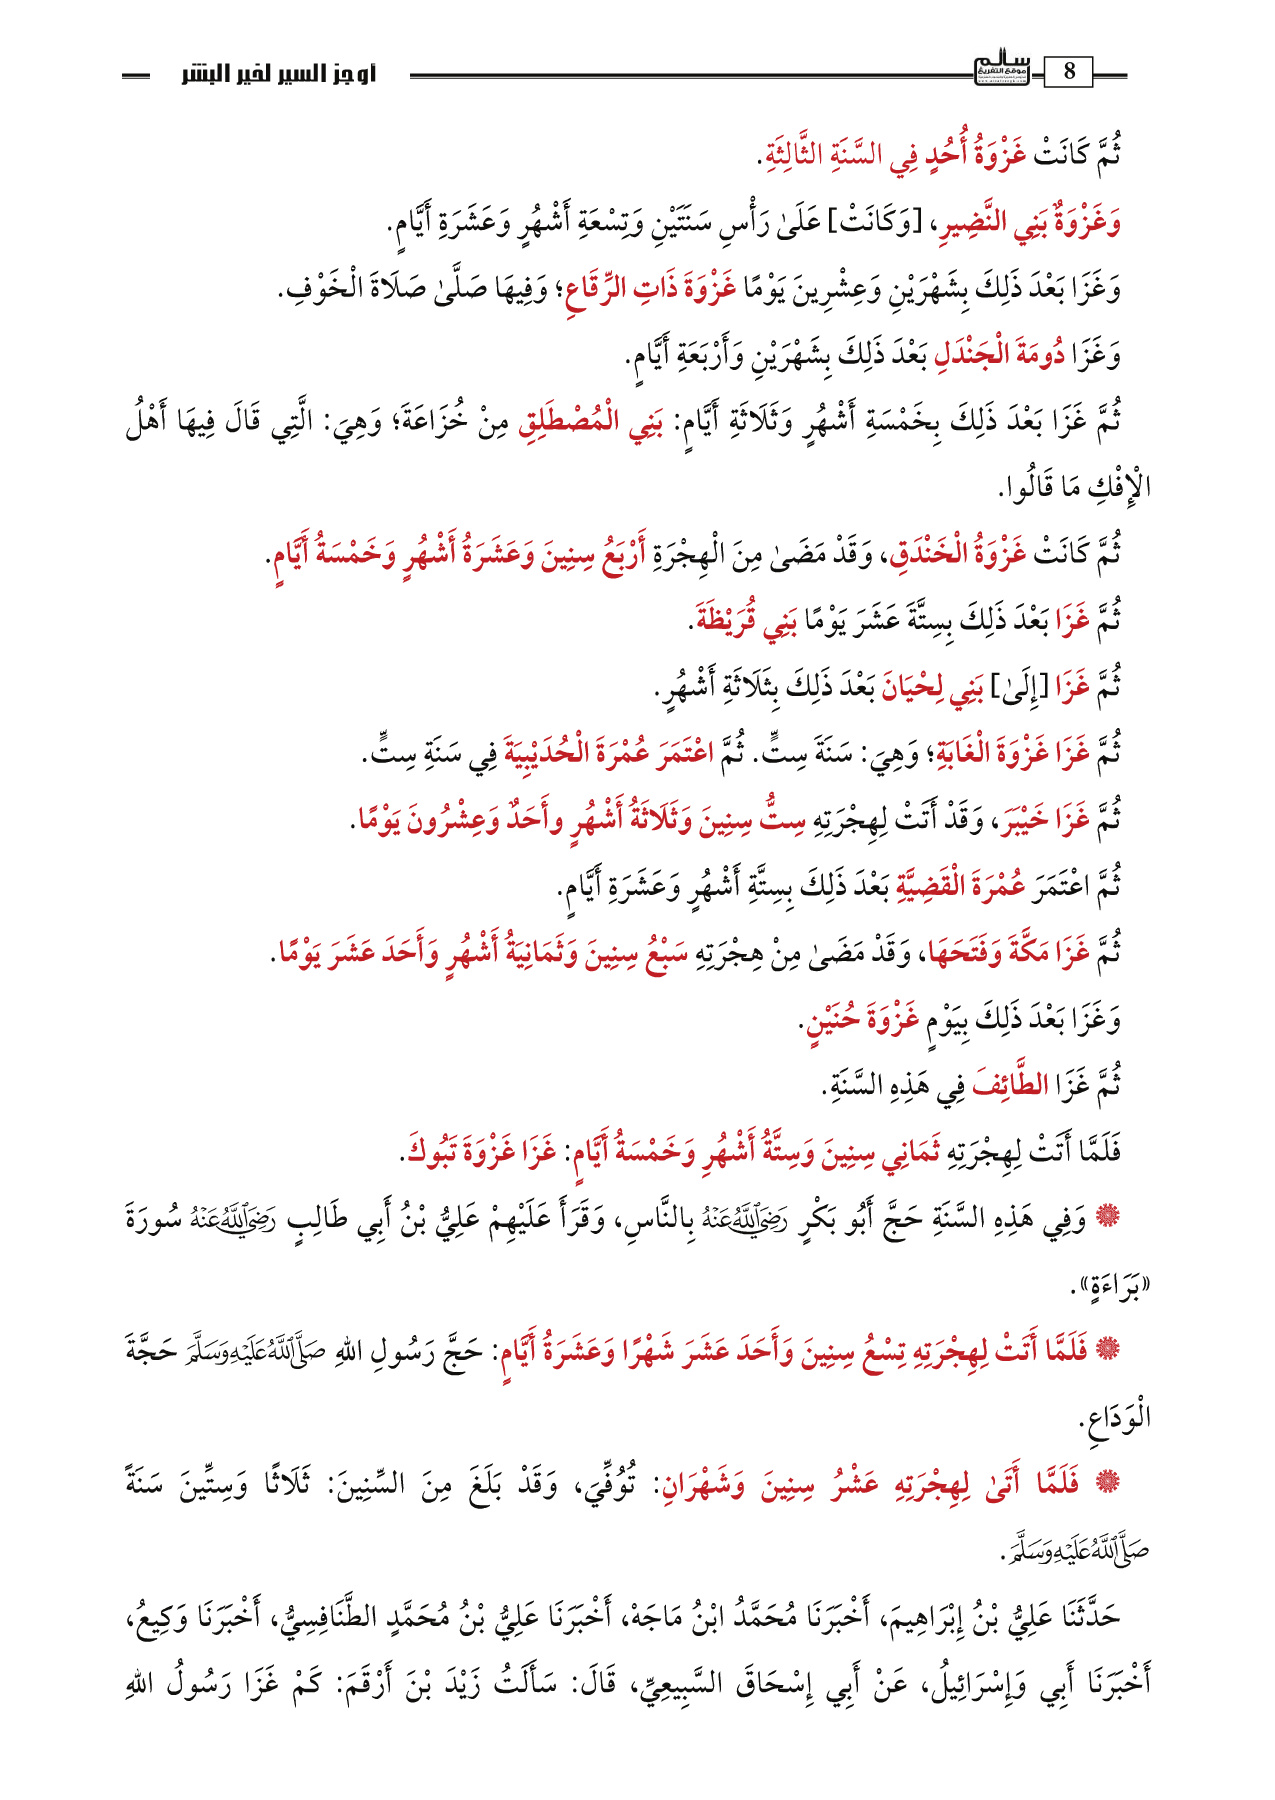 8
سالم
موقع التفريغ
أوجز السير لخير البشر
ثُمَّ كَانَتْ غَزْوَةُ أُحُدٍ فِي السَّنَةِ الثَّالِثَةِ.
وَغَزْوَةُ بَنِي النَّضِيرِ، [وَكَانَتْ] عَلَىٰ رَأْسِ سَنَتَيْنِ وَتِسْعَةِ أَشْهُرٍ وَعَشَرَةِ أَيَّامٍ.
وَغَزَا بَعْدَ ذَلِكَ بِشَهْرَيْنِ وَعِشْرِينَ يَوْمًا غَزْوَةَ ذَاتِ الرِّقَاعِ؛ وَفِيهَا صَلَّىٰ صَلَاةَ الْخَوْفِ.
وَغَزَا دُومَةَ الْجَنْدَلِ بَعْدَ ذَلِكَ بِشَهْرَيْنِ وَأَرْبَعَةِ أَيَّامٍ.
ثُمَّ غَزَا بَعْدَ ذَلِكَ بِخَمْسَةِ أَشْهُرٍ وَثَلَاثَةِ أَيَّامٍ: بَنِي الْمُصْطَلِقِ مِنْ خُزَاعَةَ؛ وَهِيَ: الَّتِي قَالَ فِيهَا أَهْلُ
الْإِفْكِ مَا قَالُوا.
ثُمَّ كَانَتْ غَزْوَةُ الْخَنْدَقِ، وَقَدْ مَضَىٰ مِنَ الْهِجْرَةِ أَرْبَعُ سِنِينَ وَعَشَرَةُ أَشْهُرٍ وَخَمْسَةُ أَيَّامٍ.
ثُمَّ غَزَا بَعْدَ ذَلِكَ بِسِتَّةَ عَشَرَ يَوْمًا بَنِي قُرَيْظَةَ.
ثُمَّ غَزَا [إِلَىٰ] بَنِي لِحْيَانَ بَعْدَ ذَلِكَ بِثَلَاثَةِ أَشْهُرٍ.
ثُمَّ غَزَا غَزْوَةَ الْغَابَةِ؛ وَهِيَ: سَنَةَ سِتٍّ. ثُمَّ اعْتَمَرَ عُمْرَةَ الْحُدَيْبِيَةَ فِي سَنَةِ سِتٍّ.
ثُمَّ غَزَا خَيْبَرَ، وَقَدْ أَتَتْ لِهِجْرَتِهِ سِتُّ سِنِينَ وَثَلَاثَةُ أَشْهُرٍ وأَحَدٌ وَعِشْرُونَ يَوْمًا.
ثُمَّ اعْتَمَرَ عُمْرَةَ الْقَضِيَّةِ بَعْدَ ذَلِكَ بِسِتَّةِ أَشْهُرٍ وَعَشَرَةِ أَيَّامٍ.
ثُمَّ غَزَا مَكَّةَ وَفَتَحَهَا، وَقَدْ مَضَىٰ مِنْ هِجْرَتِهِ سَبْعُ سِنِينَ وَثَمَانِيَةُ أَشْهُرٍ وَأَحَدَ عَشَرَ يَوْمًا.
وَغَزَا بَعْدَ ذَلِكَ بِيَوْمٍ غَزْوَةَ حُنَيْنٍ.
ثُمَّ غَزَا الطَّائِفَ فِي هَذِهِ السَّنَةِ.
فَلَمَّا أَتَتْ لِهِجْرَتِهِ ثَمَانِي سِنِينَ وَسِتَّةُ أَشْهُرِ وَخَمْسَةُ أَيَّامٍ: غَزَا غَزْوَةَ تَبُوكَ.
وَفِي هَذِهِ السَّنَةِ حَجَّ أَبُو بَكْرٍ رَضِيَ اللَّهُ عَنْهُ بِالنَّاسِ، وَقَرَأَ عَلَيْهِمْ عَلِيُّ بْنُ أَبِي طَالِبٍ رَضِيَ اللَّهُ عَنْهُ سُورَةَ
«بَرَاءَةٍ».
فَلَمَّا أَتَتْ لِهِجْرَتِهِ تِسْعُ سِنِينَ وَأَحَدَ عَشَرَ شَهْرًا وَعَشَرَةُ أَيَّامٍ: حَجَّ رَسُولِ اللهِ صَلَّى اللَّهُ عَلَيْهِ وَسَلَّمَ حَجَّةَ
الْوَدَاعِ.
فَلَمَّا أَتَىٰ لِهِجْرَتِهِ عَشْرُ سِنِينَ وَشَهْرَانِ: تُوُفِّيَ، وَقَدْ بَلَغَ مِنَ السِّنِينَ: ثَلَاثًا وَسِتِّينَ سَنَةً
صَلَّى اللَّهُ عَلَيْهِ وَسَلَّمَ.
حَدَّثَنَا عَلِيُّ بْنُ إِبْرَاهِيمَ، أَخْبَرَنَا مُحَمَّدُ ابْنُ مَاجَهْ، أَخْبَرَنَا عَلِيُّ بْنُ مُحَمَّدٍ الطَّنَافِسِيُّ، أَخْبَرَنَا وَكِيعُ،
أَخْبَرَنَا أَبِي وَإِسْرَائِيلُ، عَنْ أَبِي إِسْحَاقَ السَّبِيعِيِّ، قَالَ: سَأَلَتُ زَيْدَ بْنَ أَرْقَمَ: كَمْ غَزَا رَسُولُ اللهِ